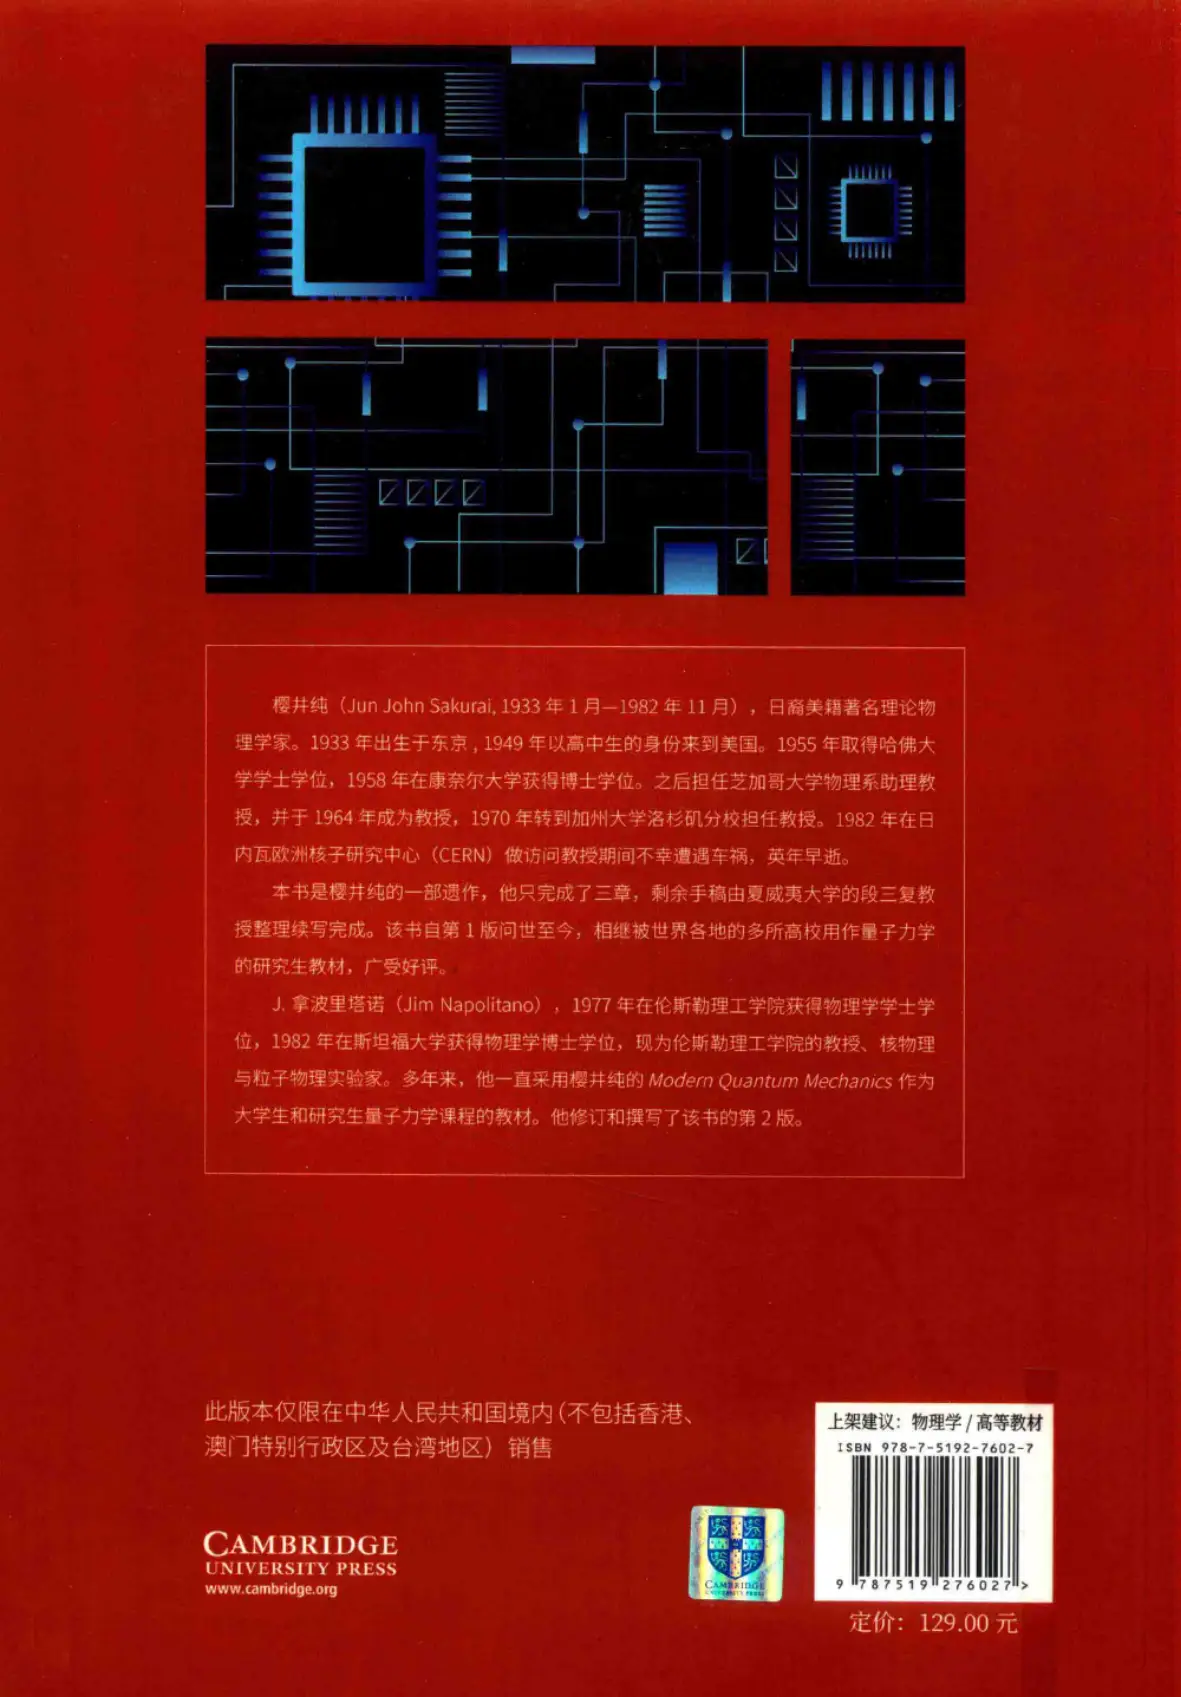 樱井纯（Jun John Sakurai, 1933 年 1 月—1982 年 11 月），日裔美籍著名理论物
理学家。1933 年出生于东京 , 1949 年以高中生的身份来到美国。1955 年取得哈佛大
学学士学位，1958 年在康奈尔大学获得博士学位。之后担任芝加哥大学物理系助理教
授，并于 1964 年成为教授，1970 年转到加州大学洛杉矶分校担任教授。1982 年在日
内瓦欧洲核子研究中心（CERN）做访问教授期间不幸遭遇车祸，英年早逝。
本书是樱井纯的一部遗作，他只完成了三章，剩余手稿由夏威夷大学的段三复教
授整理续写完成。该书自第 1 版问世至今，相继被世界各地的多所高校用作量子力学
的研究生教材，广受好评。
J. 拿波里塔诺（Jim Napolitano），1977 年在伦斯勒理工学院获得物理学学士学
位，1982 年在斯坦福大学获得物理学博士学位，现为伦斯勒理工学院的教授、核物理
与粒子物理实验家。多年来，他一直采用樱井纯的 Modern Quantum Mechanics 作为
大学生和研究生量子力学课程的教材。他修订和撰写了该书的第 2 版。
此版本仅限在中华人民共和国境内（不包括香港、
澳门特别行政区及台湾地区）销售
CAMBRIDGE
UNIVERSITY PRESS
www.cambridge.org
CAMBRIDGE
UNIVERSITY PRESS
上架建议：物理学 / 高等教材
ISBN 978-7-5192-7602-7
9 787519 276027 >
定价：129.00 元